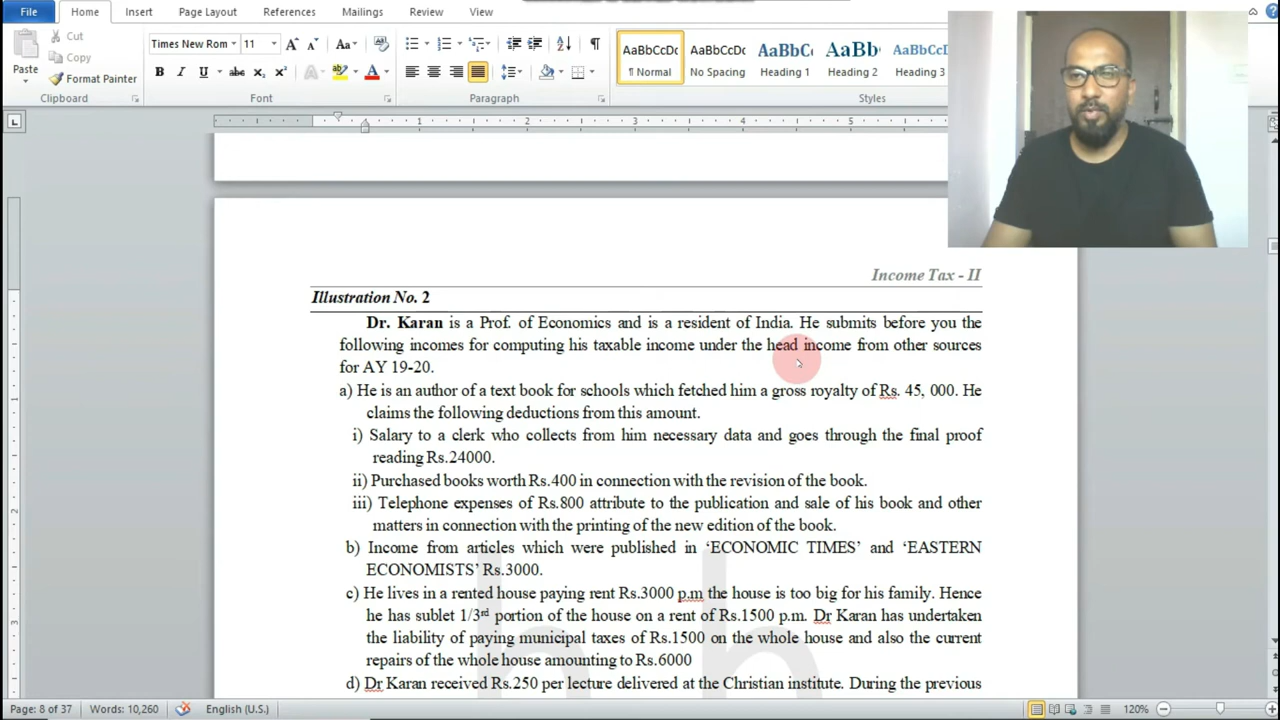 File Home Insert Page Layout References Mailings Review View
Cut
Times New Rom 11 Aa AaBbCcDc AaBbCcDc AaBbCc AaBb AaBbCcD
Copy
Paste Format Painter B I U abc x₂ x² A A ¶ Normal No Spacing Heading 1 Heading 2 Heading 3
Clipboard Font Paragraph Styles
1 2 3 4 5
Income Tax - II
Illustration No. 2
Dr. Karan is a Prof. of Economics and is a resident of India. He submits before you the
following incomes for computing his taxable income under the head income from other sources
for AY 19-20.
a) He is an author of a text book for schools which fetched him a gross royalty of Rs. 45, 000. He
claims the following deductions from this amount.
i) Salary to a clerk who collects from him necessary data and goes through the final proof
reading Rs.24000.
ii) Purchased books worth Rs.400 in connection with the revision of the book.
iii) Telephone expenses of Rs.800 attribute to the publication and sale of his book and other
matters in connection with the printing of the new edition of the book.
b) Income from articles which were published in ‘ECONOMIC TIMES’ and ‘EASTERN
ECONOMISTS’ Rs.3000.
c) He lives in a rented house paying rent Rs.3000 p.m the house is too big for his family. Hence
he has sublet 1/3rd portion of the house on a rent of Rs.1500 p.m. Dr Karan has undertaken
the liability of paying municipal taxes of Rs.1500 on the whole house and also the current
repairs of the whole house amounting to Rs.6000
d) Dr Karan received Rs.250 per lecture delivered at the Christian institute. During the previous
Page: 8 of 37 Words: 10,260 English (U.S.) 120%